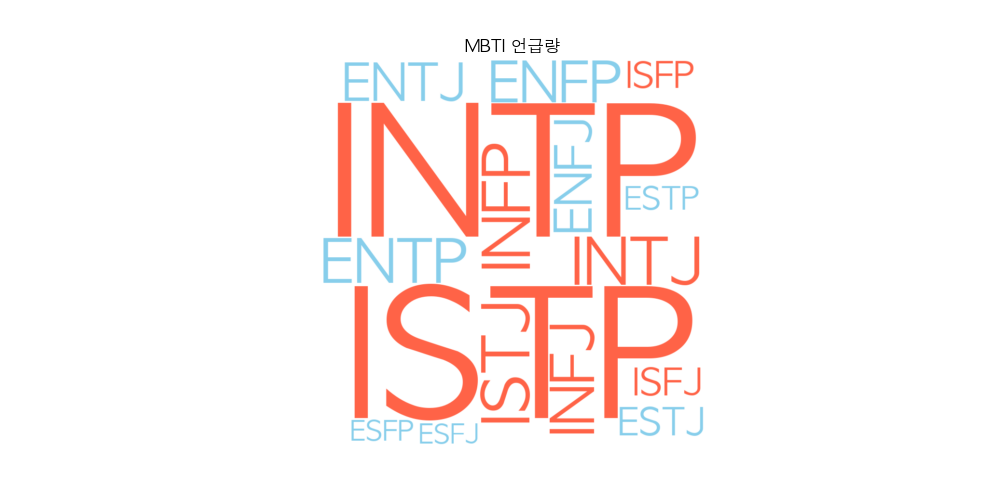 MBTI 언급량
ENTJ
ENFP
ISFP
INTP
INFP
ENFJ
ESTP
ENTP
INTJ
ISTP
ISTJ
INFJ
ISFJ
ESTJ
ESFP
ESFJ